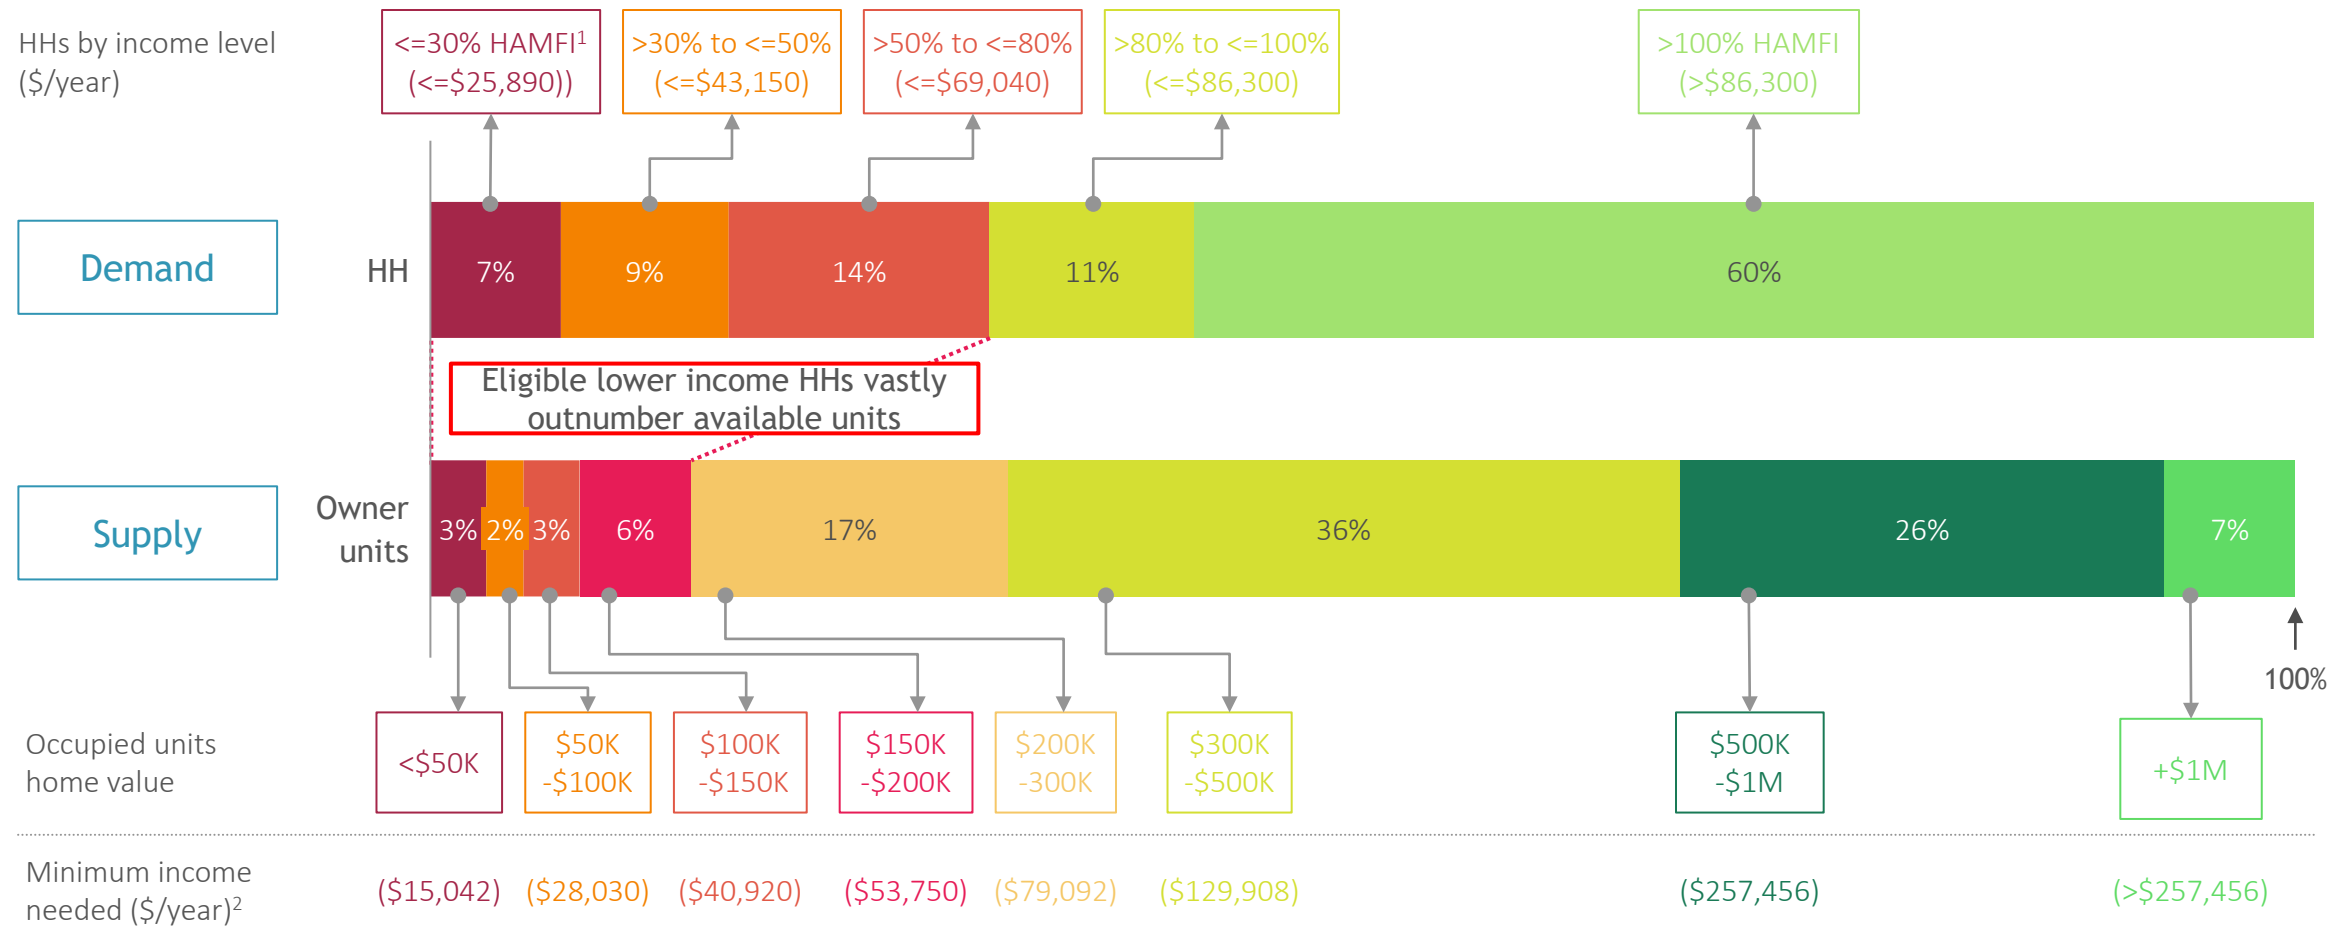 HHs by income level
($/year)
<=30% HAMFI1
(<=$25,890))
>30% to <=50%
(<=$43,150)
>50% to <=80%
(<=$69,040)
>80% to <=100%
(<=$86,300)
>100% HAMFI
(>$86,300)
Demand
HH
7%
9%
14%
11%
60%
Eligible lower income HHs vastly
outnumber available units
Supply
Owner
units
3%
2%
3%
6%
17%
36%
26%
7%
100%
Occupied units
home value
<$50K
$50K
-$100K
$100K
-$150K
$150K
-$200K
$200K
-300K
$300K
-$500K
$500K
-$1M
+$1M
Minimum income
needed ($/year)2
($15,042)
($28,030)
($40,920)
($53,750)
($79,092)
($129,908)
($257,456)
(>$257,456)